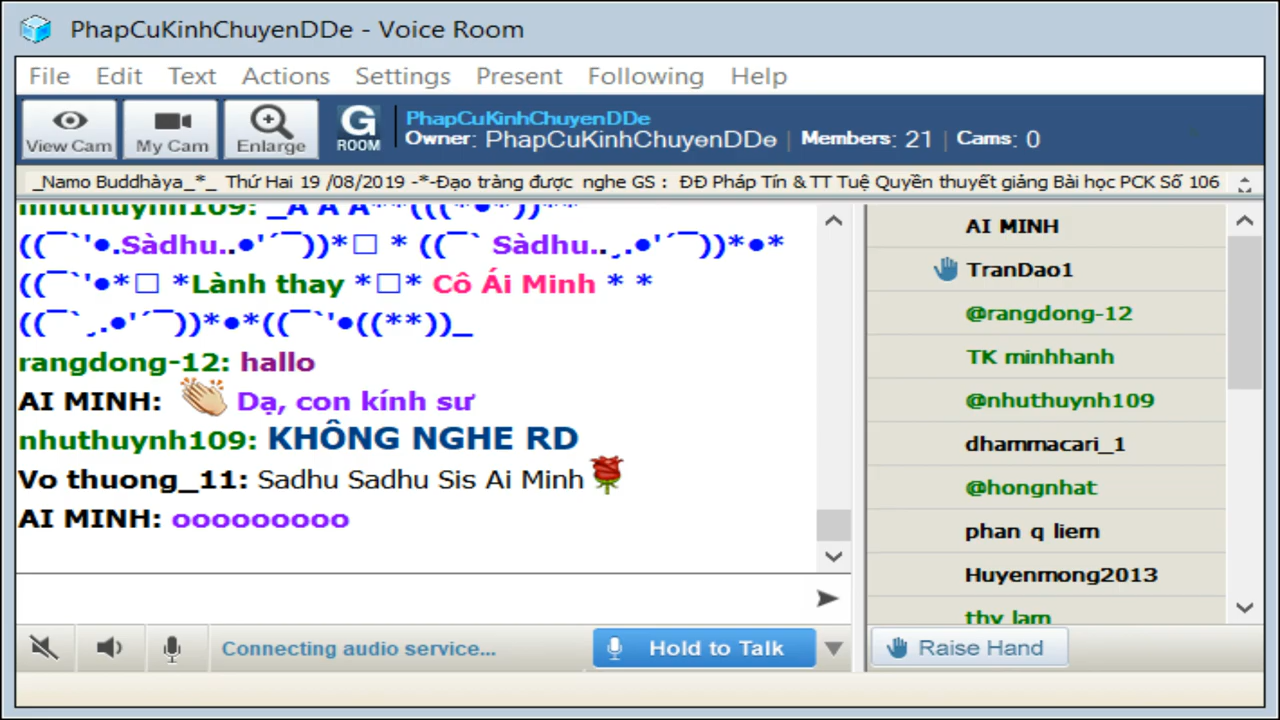 PhapCuKinhChuyenDDe - Voice Room
File Edit Text Actions Settings Present Following Help
View Cam My Cam Enlarge G ROOM
PhapCuKinhChuyenDDe
Owner: PhapCuKinhChuyenDDe | Members: 21 | Cams: 0
_Namo Buddhàya_*_ Thứ Hai 19 /08/2019 -*-Đạo tràng được nghe GS : ĐĐ Pháp Tín & TT Tuệ Quyền thuyết giảng Bài học PCK Số 106
nhuthuynh109: _A A A**(((*●*))**
((¯`'●.Sàdhu..●'´¯))*□ * ((¯` Sàdhu..¸.●'´¯))*●*
((¯`'●*□ *Lành thay *□* Cô Ái Minh * *
((¯`¸.●'´¯))*●*((¯`'●((**))_
rangdong-12: hallo
AI MINH: Dạ, con kính sư
nhuthuynh109: KHÔNG NGHE RD
Vo thuong_11: Sadhu Sadhu Sis Ai Minh
AI MINH: ooooooooo
AI MINH
TranDao1
@rangdong-12
TK minhhanh
@nhuthuynh109
dhammacari_1
@hongnhat
phan q liem
Huyenmong2013
thy lam
Connecting audio service...
Hold to Talk
Raise Hand